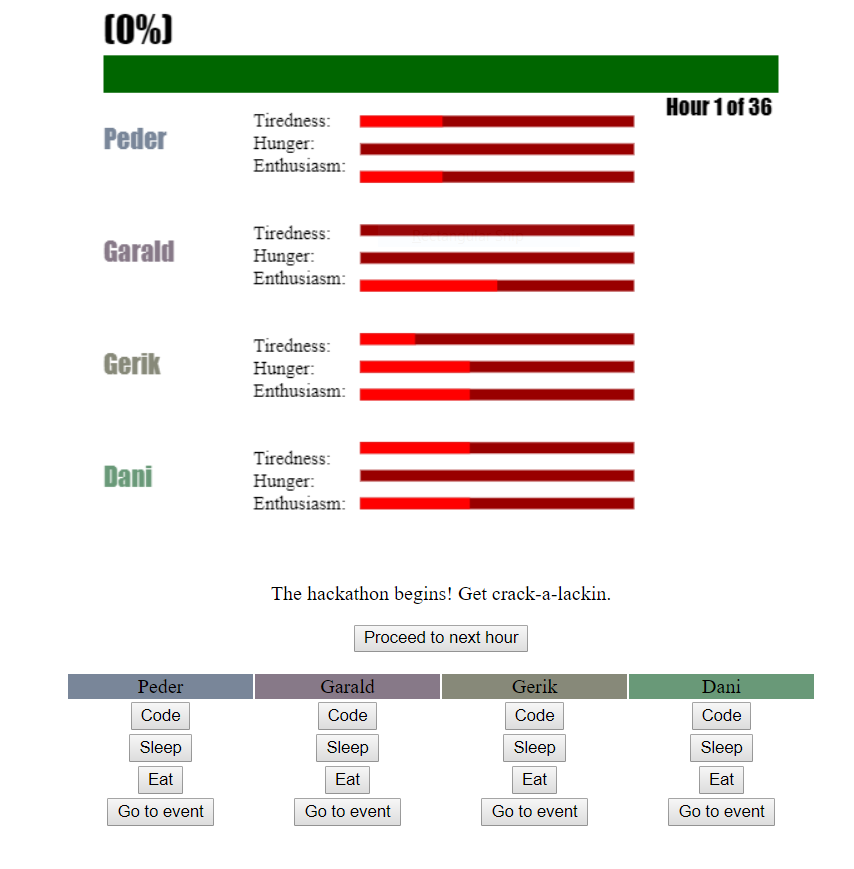 (0%)
Hour 1 of 36
Peder
Tiredness:
Hunger:
Enthusiasm:
Garald
Tiredness:
Hunger:
Enthusiasm:
Gerik
Tiredness:
Hunger:
Enthusiasm:
Dani
Tiredness:
Hunger:
Enthusiasm:
The hackathon begins! Get crack-a-lackin.
Proceed to next hour
Peder Garald Gerik Dani
Code Code Code Code
Sleep Sleep Sleep Sleep
Eat Eat Eat Eat
Go to event Go to event Go to event Go to event